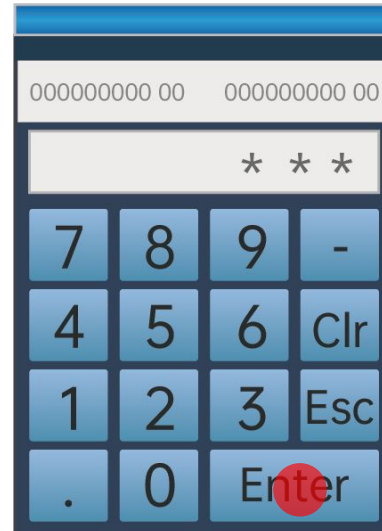 000000000 00 000000000 00
* * *
7 8 9 -
4 5 6 Clr
1 2 3 Esc
. 0 Enter